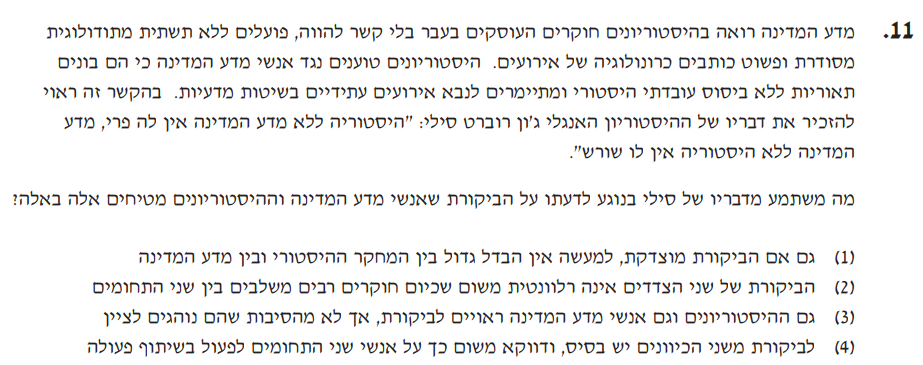 11. מדע המדינה רואה בהיסטוריונים חוקרים העוסקים בעבר בלי קשר להווה, פועלים ללא תשתית מתודולוגית
מסודרת ופשוט כותבים כרונולוגיה של אירועים. היסטוריונים טוענים נגד אנשי מדע המדינה כי הם בונים
תאוריות ללא ביסוס עובדתי היסטורי ומתיימרים לנבא אירועים עתידיים בשיטות מדעיות. בהקשר זה ראוי
להזכיר את דבריו של ההיסטוריון האנגלי ג'ון רוברט סילי: "היסטוריה ללא מדע המדינה אין לה פרי, מדע
המדינה ללא היסטוריה אין לו שורש".
מה משתמע מדבריו של סילי בנוגע לדעתו על הביקורת שאנשי מדע המדינה וההיסטוריונים מטיחים אלה באלה?
(1) גם אם הביקורת מוצדקת, למעשה אין הבדל גדול בין המחקר ההיסטורי ובין מדע המדינה
(2) הביקורת של שני הצדדים אינה רלוונטית משום שכיום חוקרים רבים משלבים בין שני התחומים
(3) גם ההיסטוריונים וגם אנשי מדע המדינה ראויים לביקורת, אך לא מהסיבות שהם נוהגים לציין
(4) לביקורת משני הכיוונים יש בסיס, ודווקא משום כך על אנשי שני התחומים לפעול בשיתוף פעולה